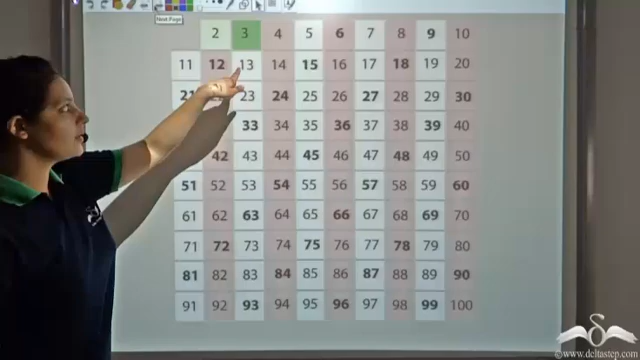 Next Page
2 3 4 5 6 7 8 9 10
11 12 13 14 15 16 17 18 19 20
21 23 24 25 26 27 28 29 30
33 34 35 36 37 38 39 40
42 43 44 45 46 47 48 49 50
51 52 53 54 55 56 57 58 59 60
61 62 63 64 65 66 67 68 69 70
71 72 73 74 75 76 77 78 79 80
81 82 83 84 85 86 87 88 89 90
91 92 93 94 95 96 97 98 99 100
©www.deltastep.com